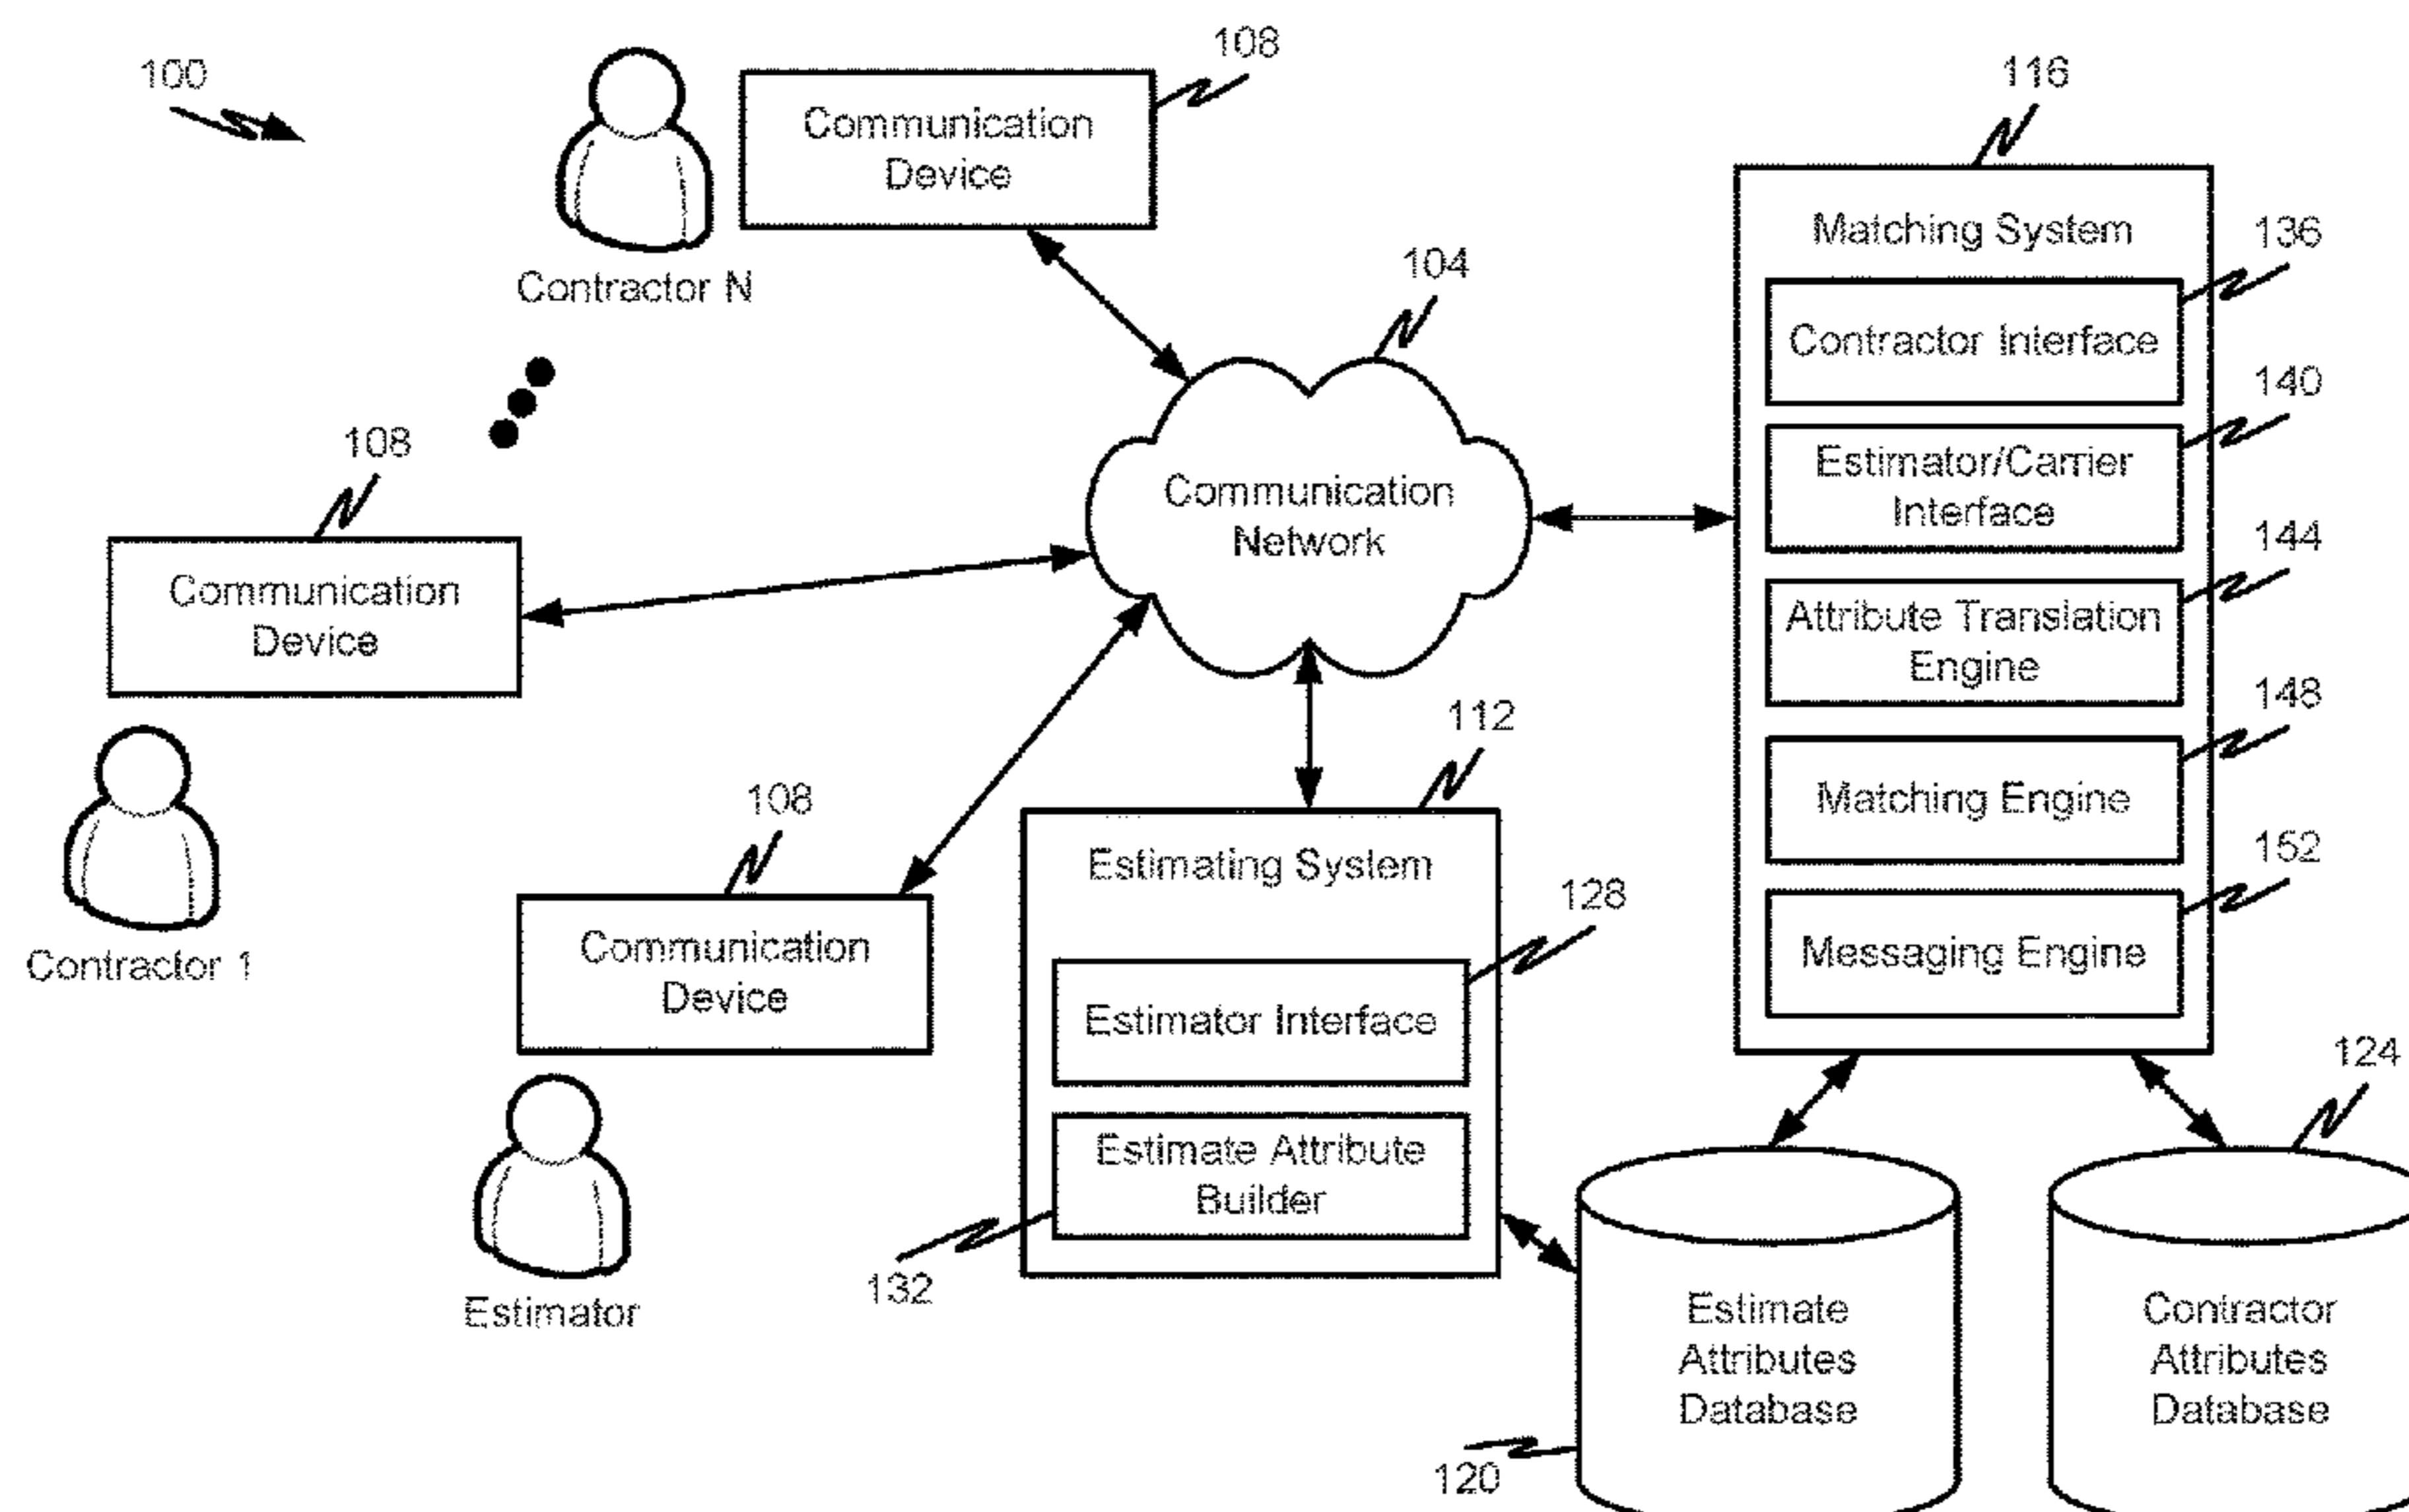 100
108
Communication
Device
Contractor N
116
Matching System
136
Contractor Interface
140
Estimator/Carrier
Interface
144
Attribute Translation
Engine
148
Matching Engine
152
Messaging Engine
104
Communication
Network
108
Communication
Device
Contractor 1
108
Communication
Device
Estimator
112
Estimating System
128
Estimator Interface
Estimate Attribute
Builder
132
124
Estimate
Attributes
Database
120
Contractor
Attributes
Database